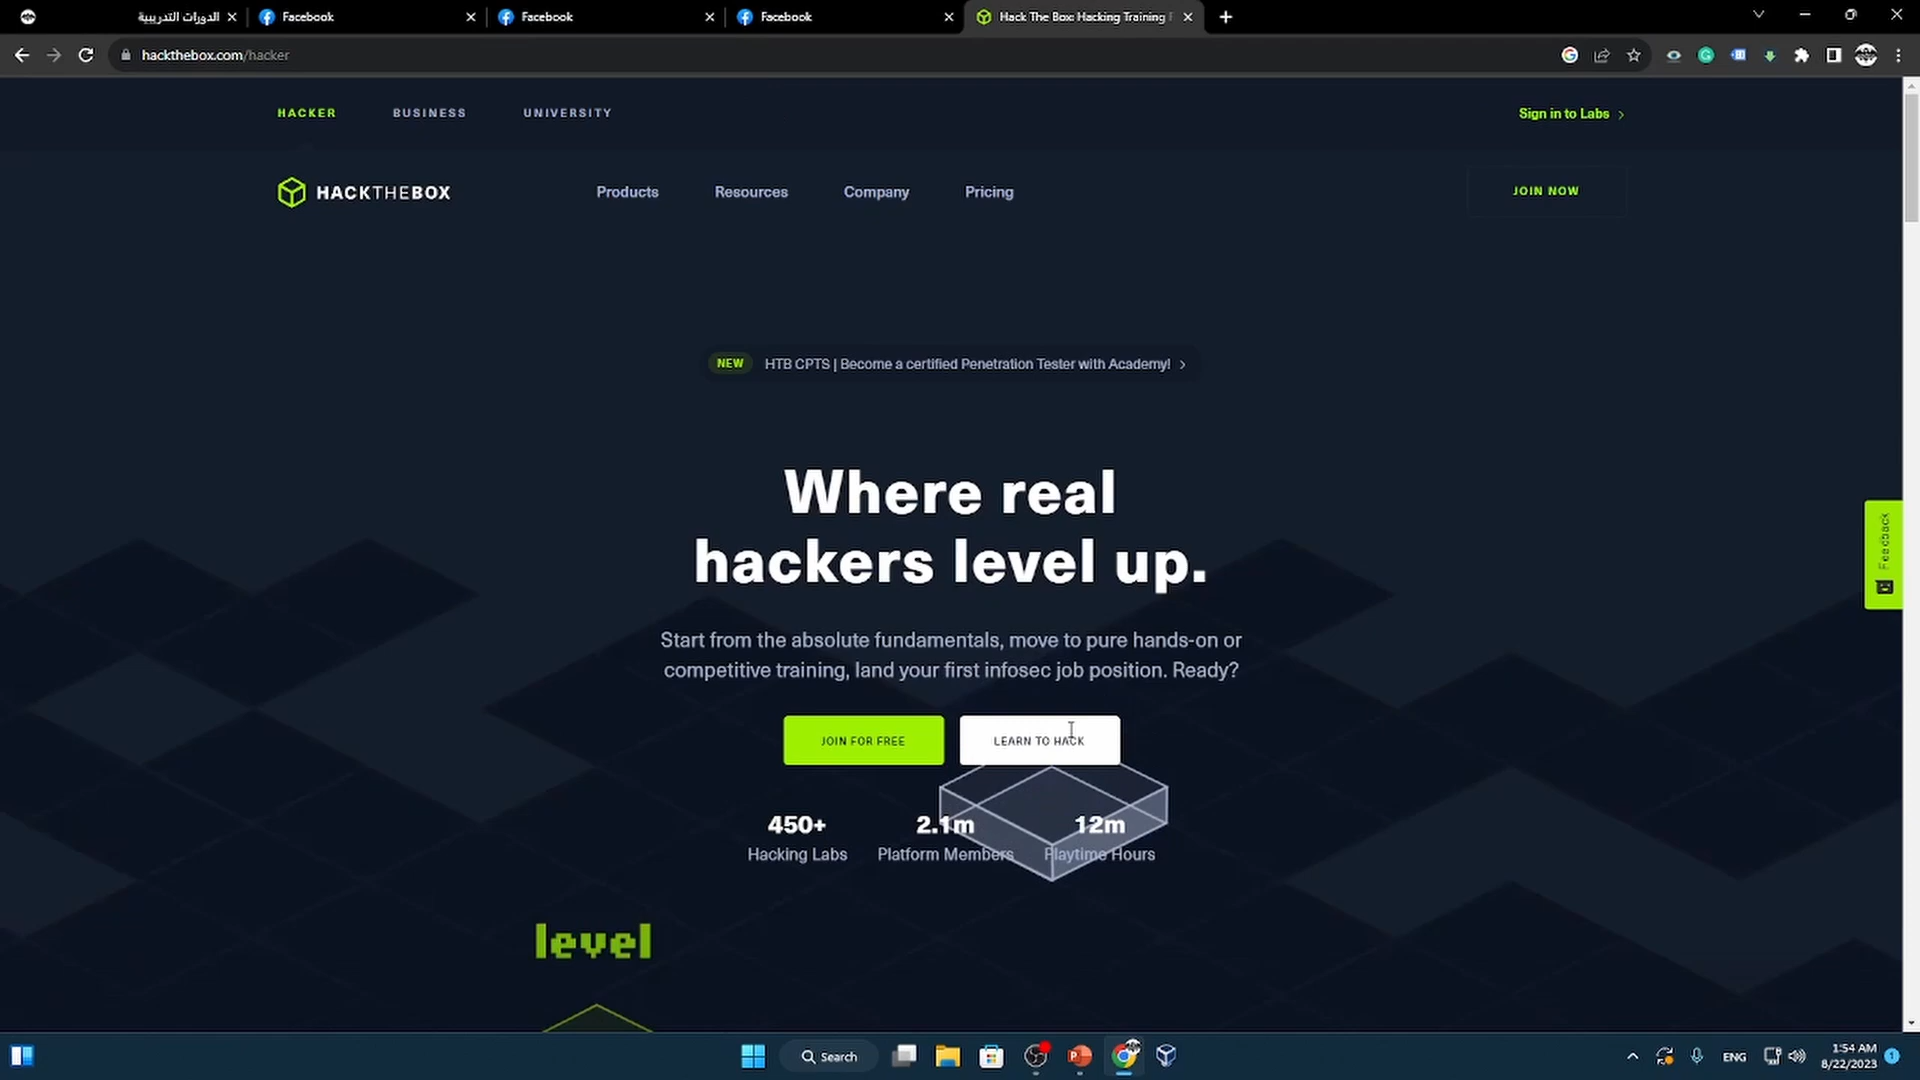 الدورات التدريبية
Facebook
Facebook
Facebook
Hack The Box: Hacking Training
hackthebox.com/hacker
HACKER
BUSINESS
UNIVERSITY
Sign in to Labs
HACKTHEBOX
Products
Resources
Company
Pricing
JOIN NOW
NEW
HTB CPTS | Become a certified Penetration Tester with Academy!
Where real
hackers level up.
Start from the absolute fundamentals, move to pure hands-on or
competitive training, land your first infosec job position. Ready?
JOIN FOR FREE
LEARN TO HACK
450+
Hacking Labs
2.1m
Platform Members
12m
Playtime Hours
Feedback
level
Search
ENG
1:54 AM
8/22/2023
1